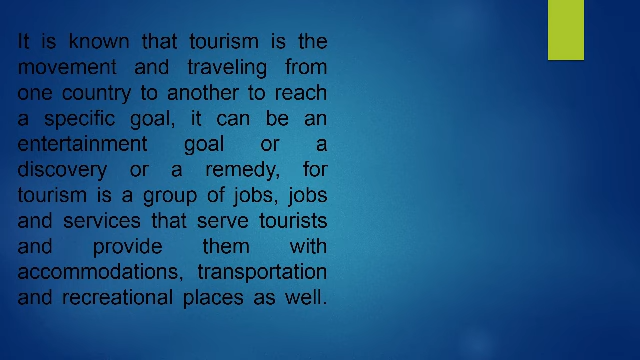 It is known that tourism is the
movement and traveling from
one country to another to reach
a specific goal, it can be an
entertainment goal or a
discovery or a remedy, for
tourism is a group of jobs, jobs
and services that serve tourists
and provide them with
accommodations, transportation
and recreational places as well.